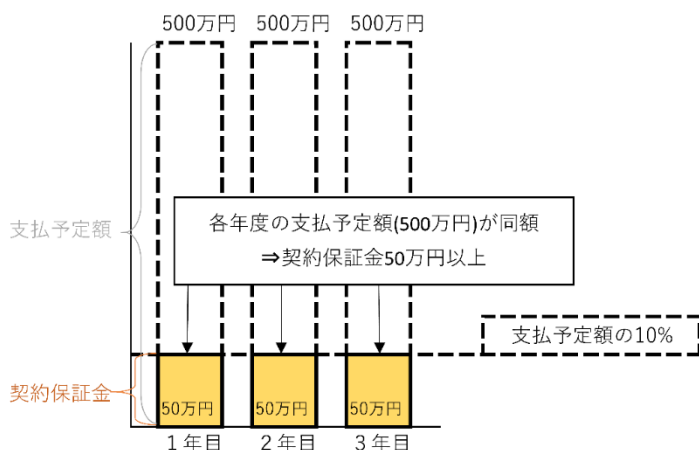 500万円 500万円 500万円
支払予定額
各年度の支払予定額(500万円)が同額
⇒契約保証金50万円以上
支払予定額の10%
契約保証金
50万円 50万円 50万円
1年目 2年目 3年目